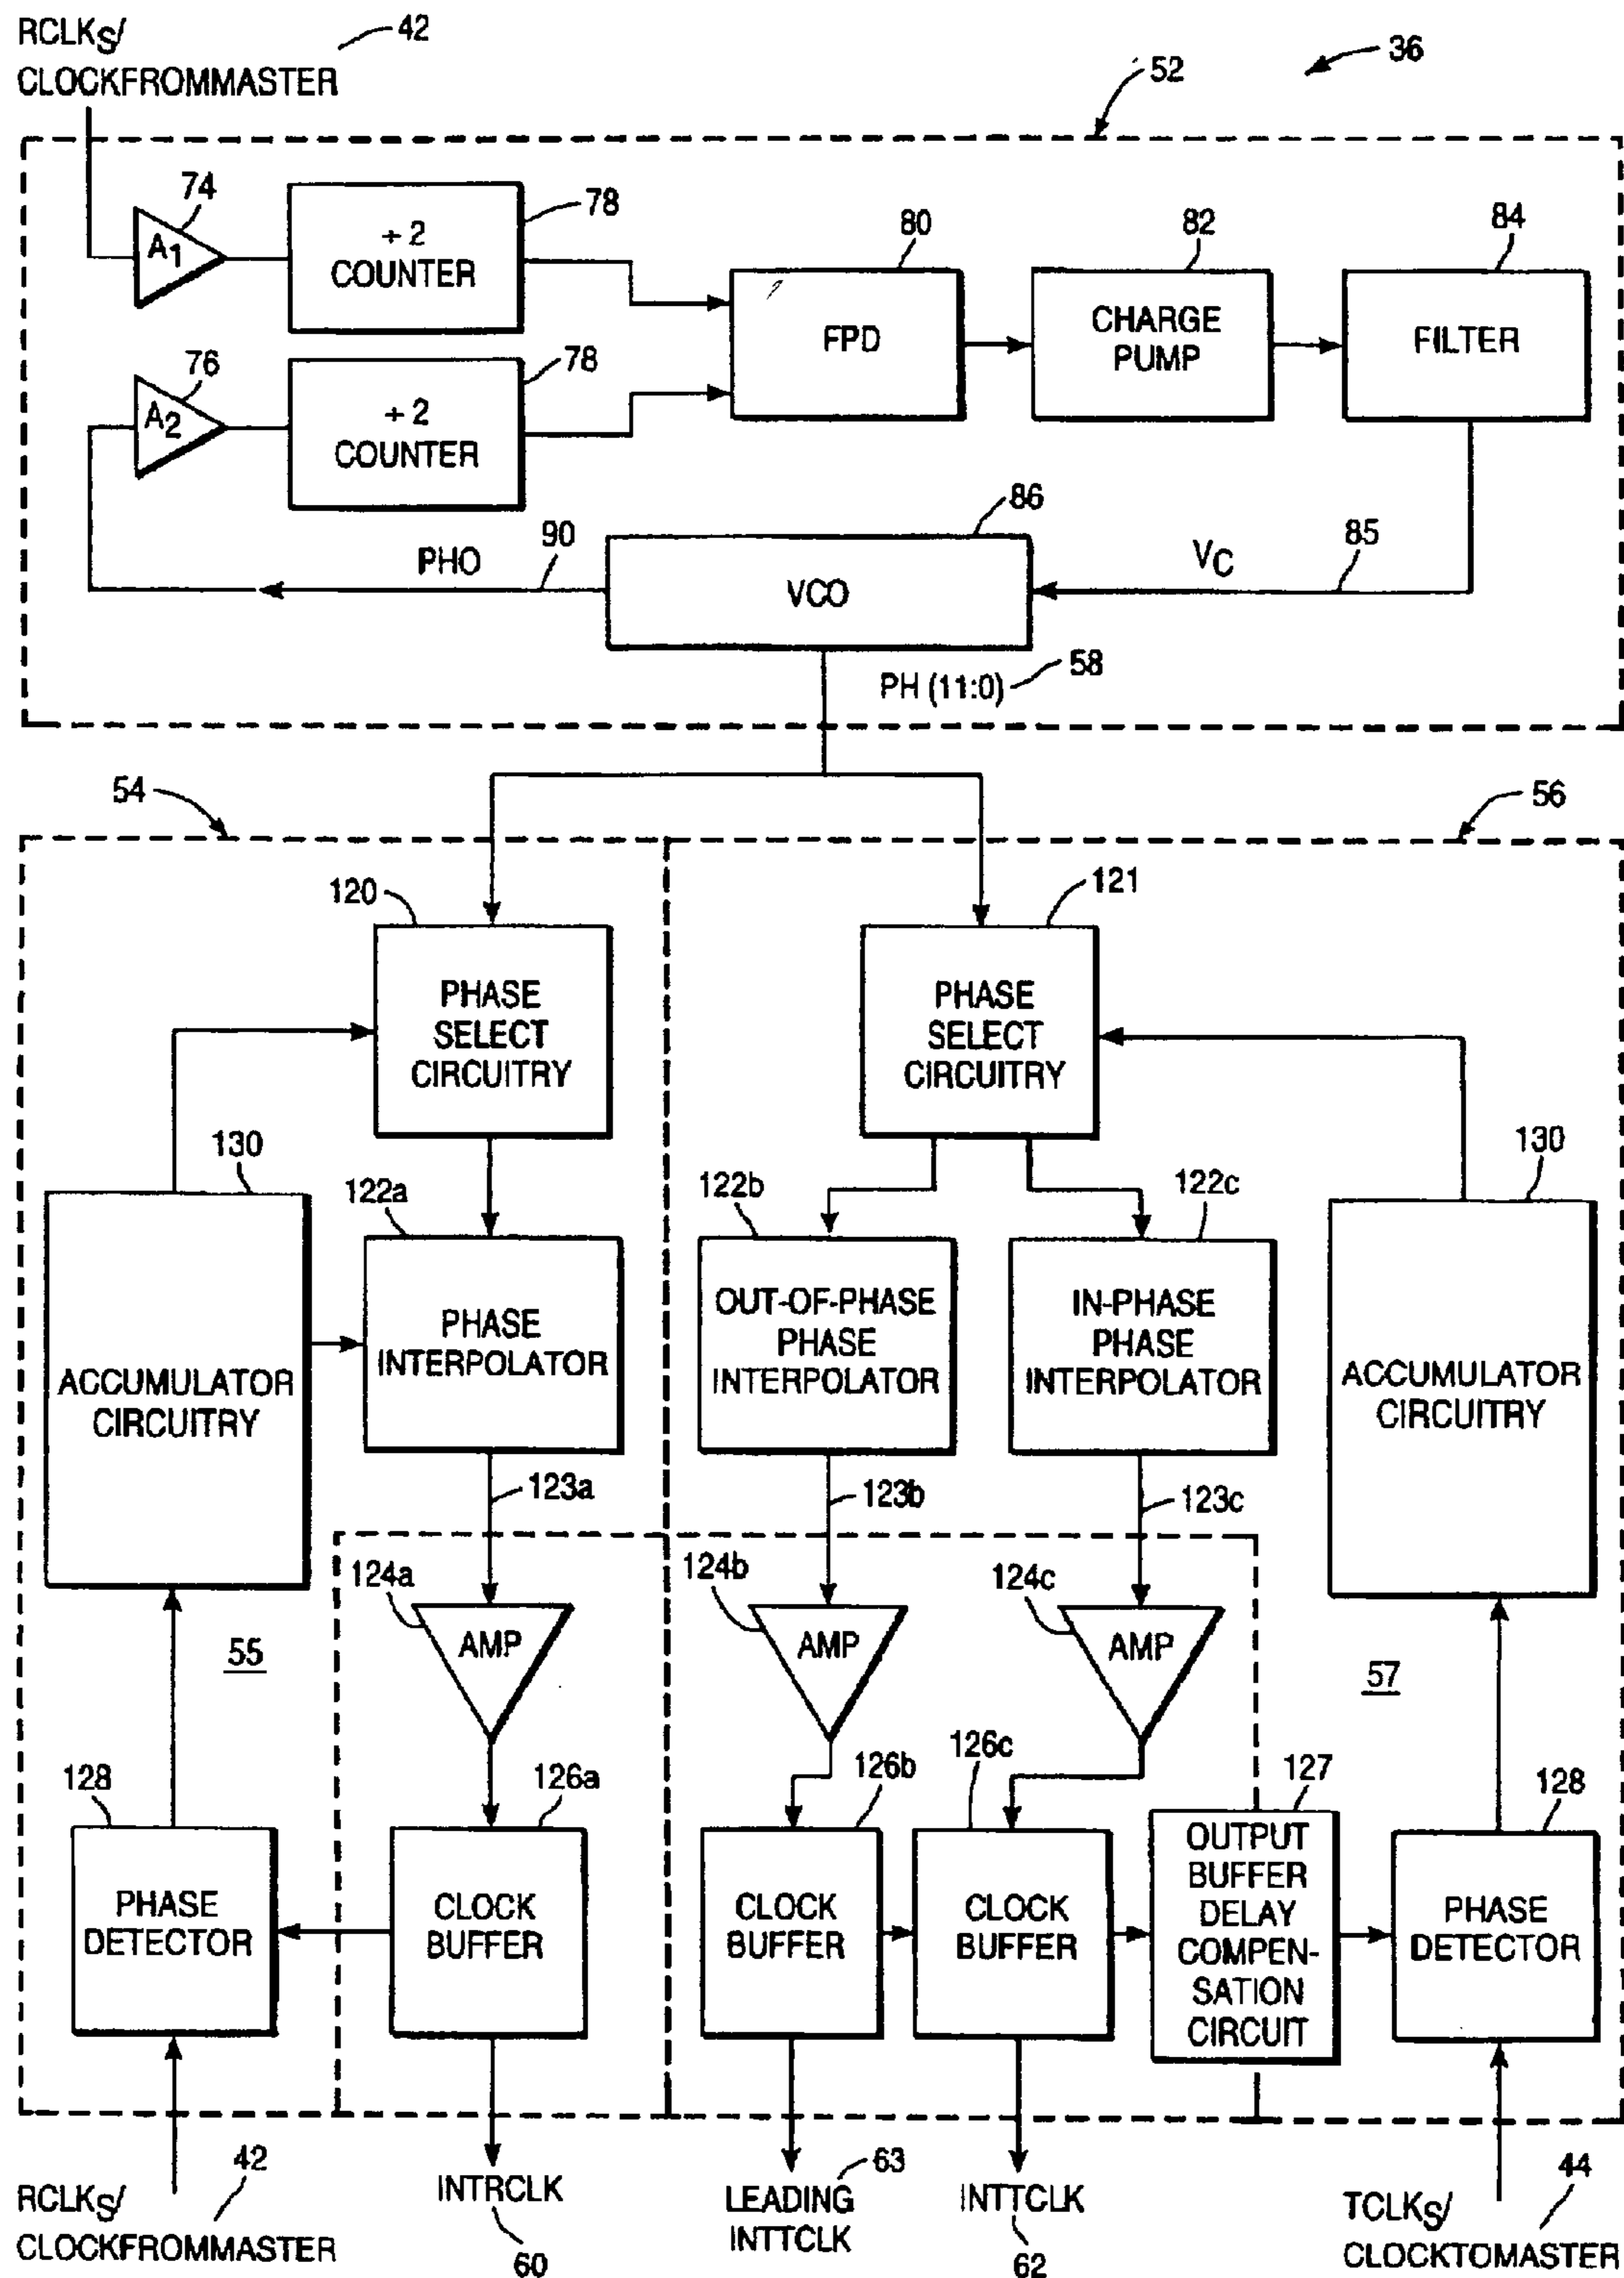 RCLKS/
CLOCKFROMMASTER
42
36
52
74
A1
÷ 2
COUNTER
78
80
FPD
82
CHARGE
PUMP
84
FILTER
76
A2
÷ 2
COUNTER
78
86
VCO
PHO
90
VC
85
PH (11:0)
58
54
56
120
PHASE
SELECT
CIRCUITRY
121
PHASE
SELECT
CIRCUITRY
130
ACCUMULATOR
CIRCUITRY
122a
PHASE
INTERPOLATOR
122b
OUT-OF-PHASE
PHASE
INTERPOLATOR
122c
IN-PHASE
PHASE
INTERPOLATOR
130
ACCUMULATOR
CIRCUITRY
123a
123b
123c
124a
AMP
124b
AMP
124c
AMP
55
57
128
PHASE
DETECTOR
126a
CLOCK
BUFFER
126b
CLOCK
BUFFER
126c
CLOCK
BUFFER
127
OUTPUT
BUFFER
DELAY
COMPEN-
SATION
CIRCUIT
128
PHASE
DETECTOR
RCLKS/
CLOCKFROMMASTER
42
INTRCLK
60
LEADING
INTTCLK
63
INTTCLK
62
TCLKS/
CLOCKTOMASTER
44